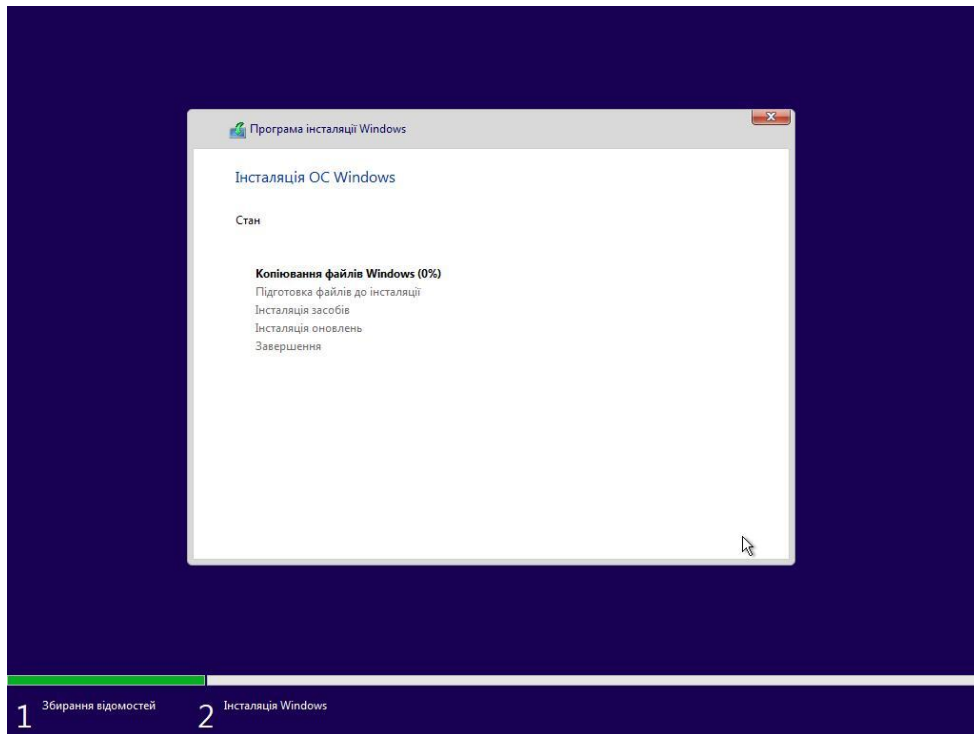 Програма інсталяції Windows
Інсталяція ОС Windows
Стан
Копіювання файлів Windows (0%)
Підготовка файлів до інсталяції
Інсталяція засобів
Інсталяція оновлень
Завершення
1 Збирання відомостей 2 Інсталяція Windows